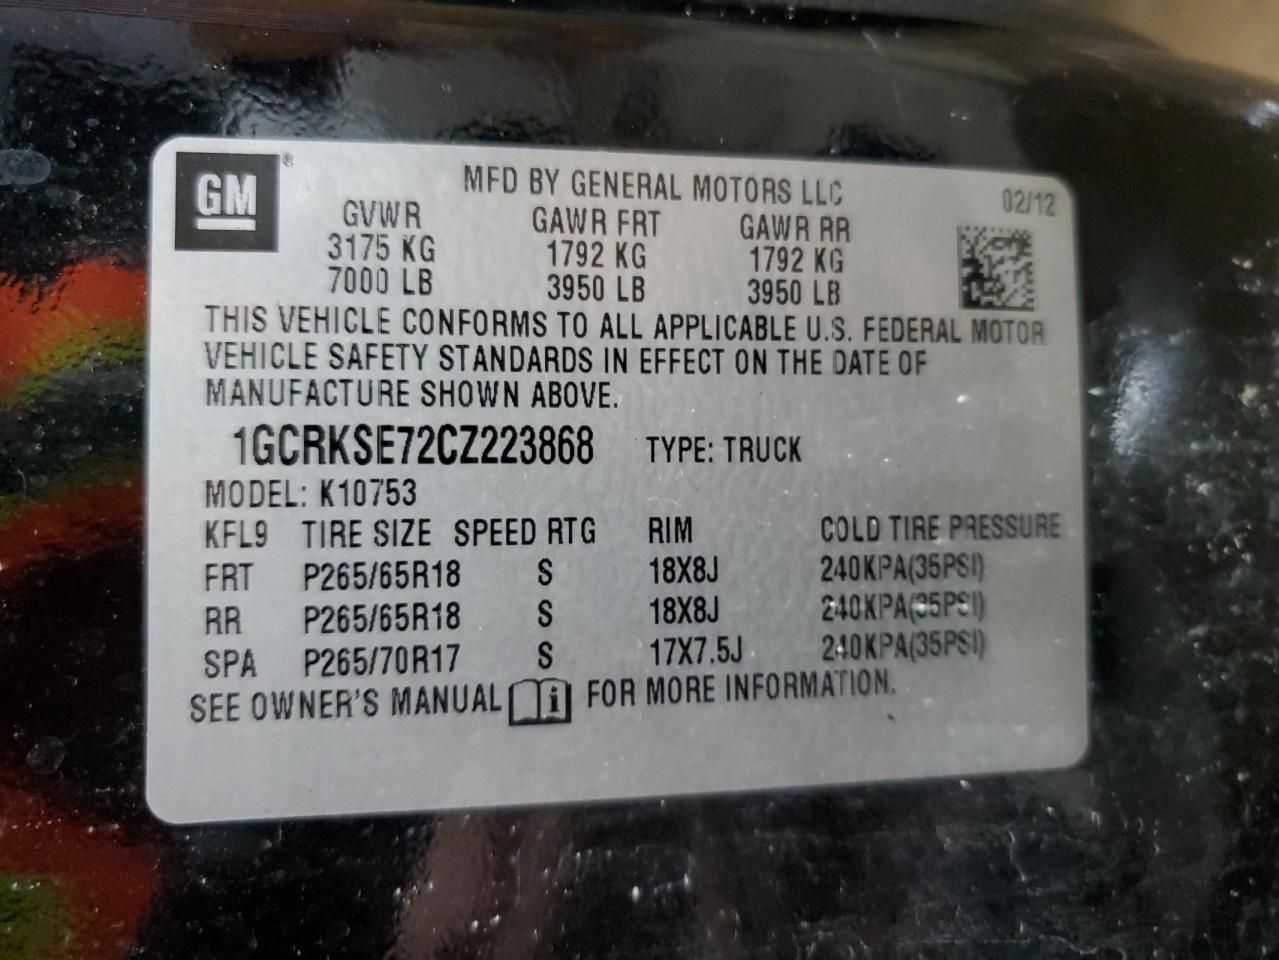 GM ®
MFD BY GENERAL MOTORS LLC 02/12
GVWR GAWR FRT GAWR RR
3175 KG 1792 KG 1792 KG
7000 LB 3950 LB 3950 LB
THIS VEHICLE CONFORMS TO ALL APPLICABLE U.S. FEDERAL MOTOR
VEHICLE SAFETY STANDARDS IN EFFECT ON THE DATE OF
MANUFACTURE SHOWN ABOVE.
1GCRKSE72CZ223868 TYPE: TRUCK
MODEL: K10753
KFL9 TIRE SIZE SPEED RTG RIM COLD TIRE PRESSURE
FRT P265/65R18 S 18X8J 240KPA(35PSI)
RR P265/65R18 S 18X8J 240KPA(35PSI)
SPA P265/70R17 S 17X7.5J 240KPA(35PSI)
SEE OWNER'S MANUAL i FOR MORE INFORMATION.